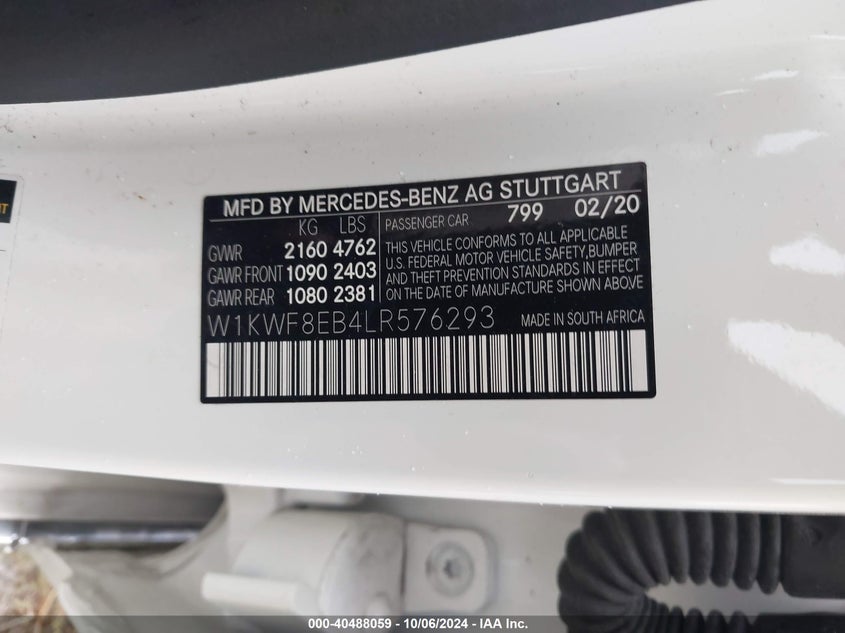 MFD BY MERCEDES-BENZ AG STUTTGART
KG LBS
GVWR 2160 4762
GAWR FRONT 1090 2403
GAWR REAR 1080 2381
PASSENGER CAR 799 02/20
THIS VEHICLE CONFORMS TO ALL APPLICABLE
U.S. FEDERAL MOTOR VEHICLE SAFETY, BUMPER
AND THEFT PREVENTION STANDARDS IN EFFECT
ON THE DATE OF MANUFACTURE SHOWN ABOVE
W1KWF8EB4LR576293 MADE IN SOUTH AFRICA
000-40488059 - 10/06/2024 - IAA Inc.